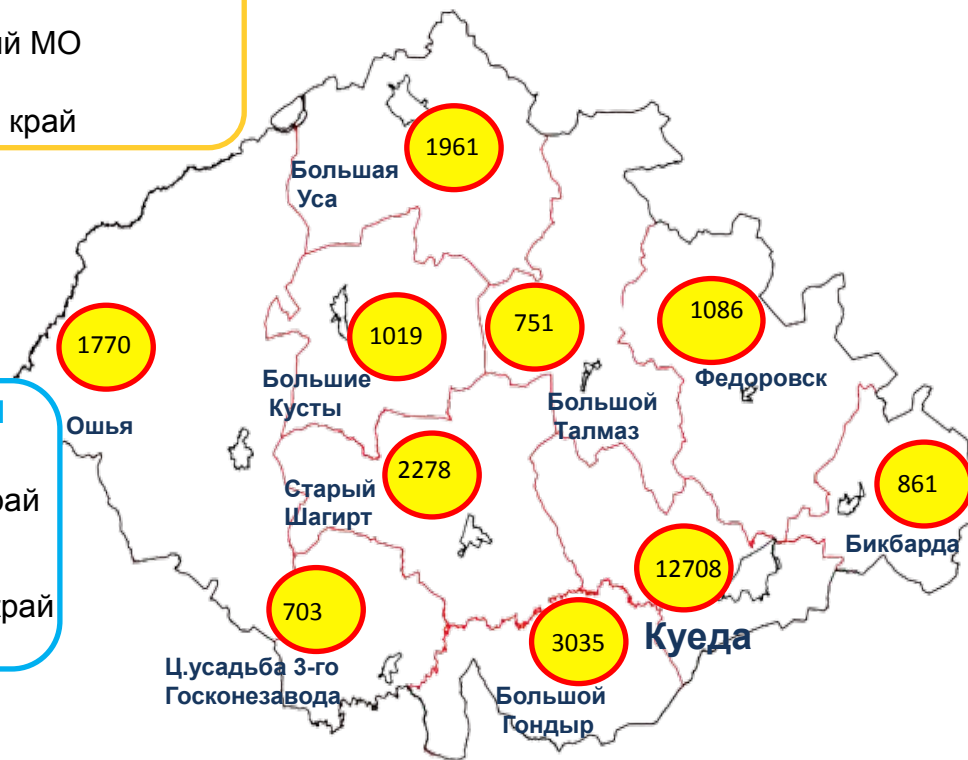 й МО
край
1961
Большая
Уса
1770
Ошья
1019
Большие
Кусты
751
Большой
Талмаз
1086
Федоровск
861
Бикбарда
2278
Старый
Шагирт
рай
край
703
Ц.усадьба 3-го
Госконезавода
3035
Большой
Гондыр
12708
Куеда